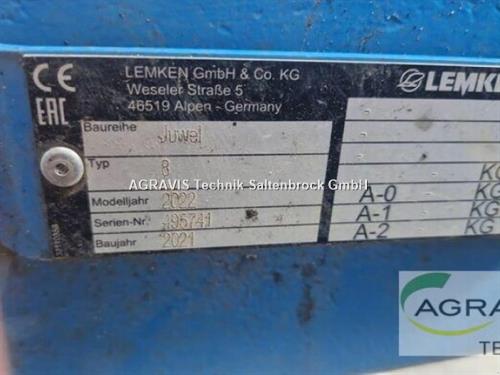 CE
LEMKEN GmbH & Co. KG
Weseler Straße 5
46519 Alpen - Germany
LEMKEN
EAC
Baureihe Juwel
Typ 8
KG
AGRAVIS Technik Saltenbrock GmbH
Modelljahr 2022
A-0 KG
Serien-Nr. 495741
A-1 KG
Baujahr 2021
A-2 KG
AGRA
TE